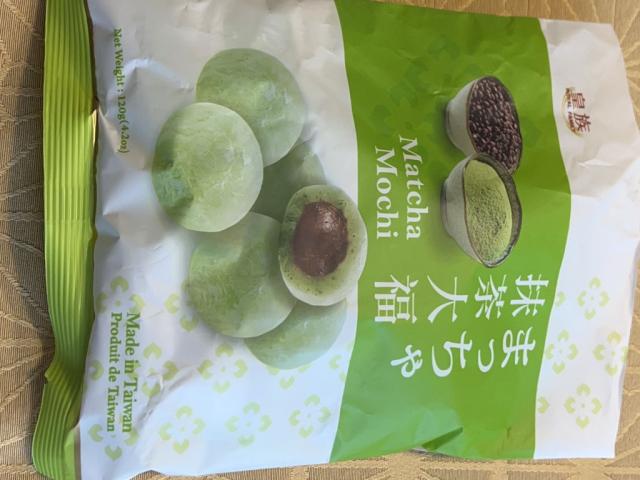 皇族
まっちゃ
抹茶大福
Matcha
Mochi
Net Weight : 120g(4.2oz)
Made in Taiwan
Produit de Taiwan